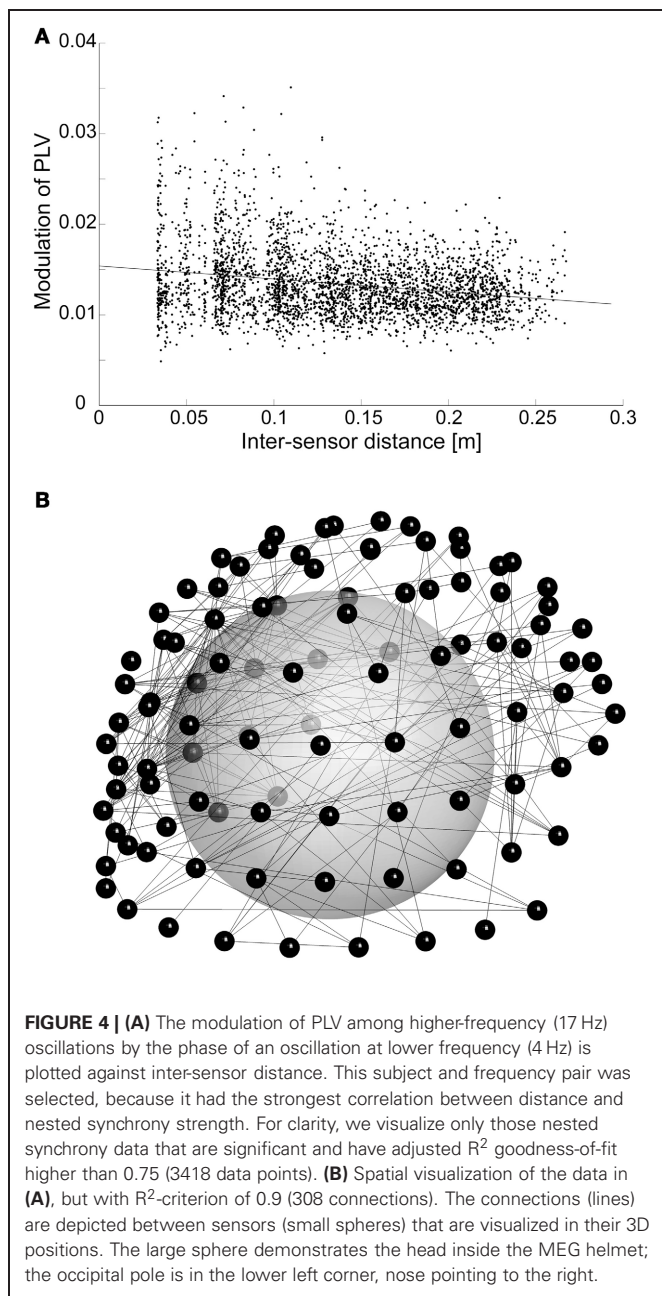 A
0.04
0.03
0.02
0.01
0
Modulation of PLV
0 0.05 0.1 0.15 0.2 0.25 0.3
Inter-sensor distance [m]
B
FIGURE 4 | (A) The modulation of PLV among higher-frequency (17 Hz)
oscillations by the phase of an oscillation at lower frequency (4 Hz) is
plotted against inter-sensor distance. This subject and frequency pair was
selected, because it had the strongest correlation between distance and
nested synchrony strength. For clarity, we visualize only those nested
synchrony data that are significant and have adjusted R² goodness-of-fit
higher than 0.75 (3418 data points). (B) Spatial visualization of the data in
(A), but with R²-criterion of 0.9 (308 connections). The connections (lines)
are depicted between sensors (small spheres) that are visualized in their 3D
positions. The large sphere demonstrates the head inside the MEG helmet;
the occipital pole is in the lower left corner, nose pointing to the right.